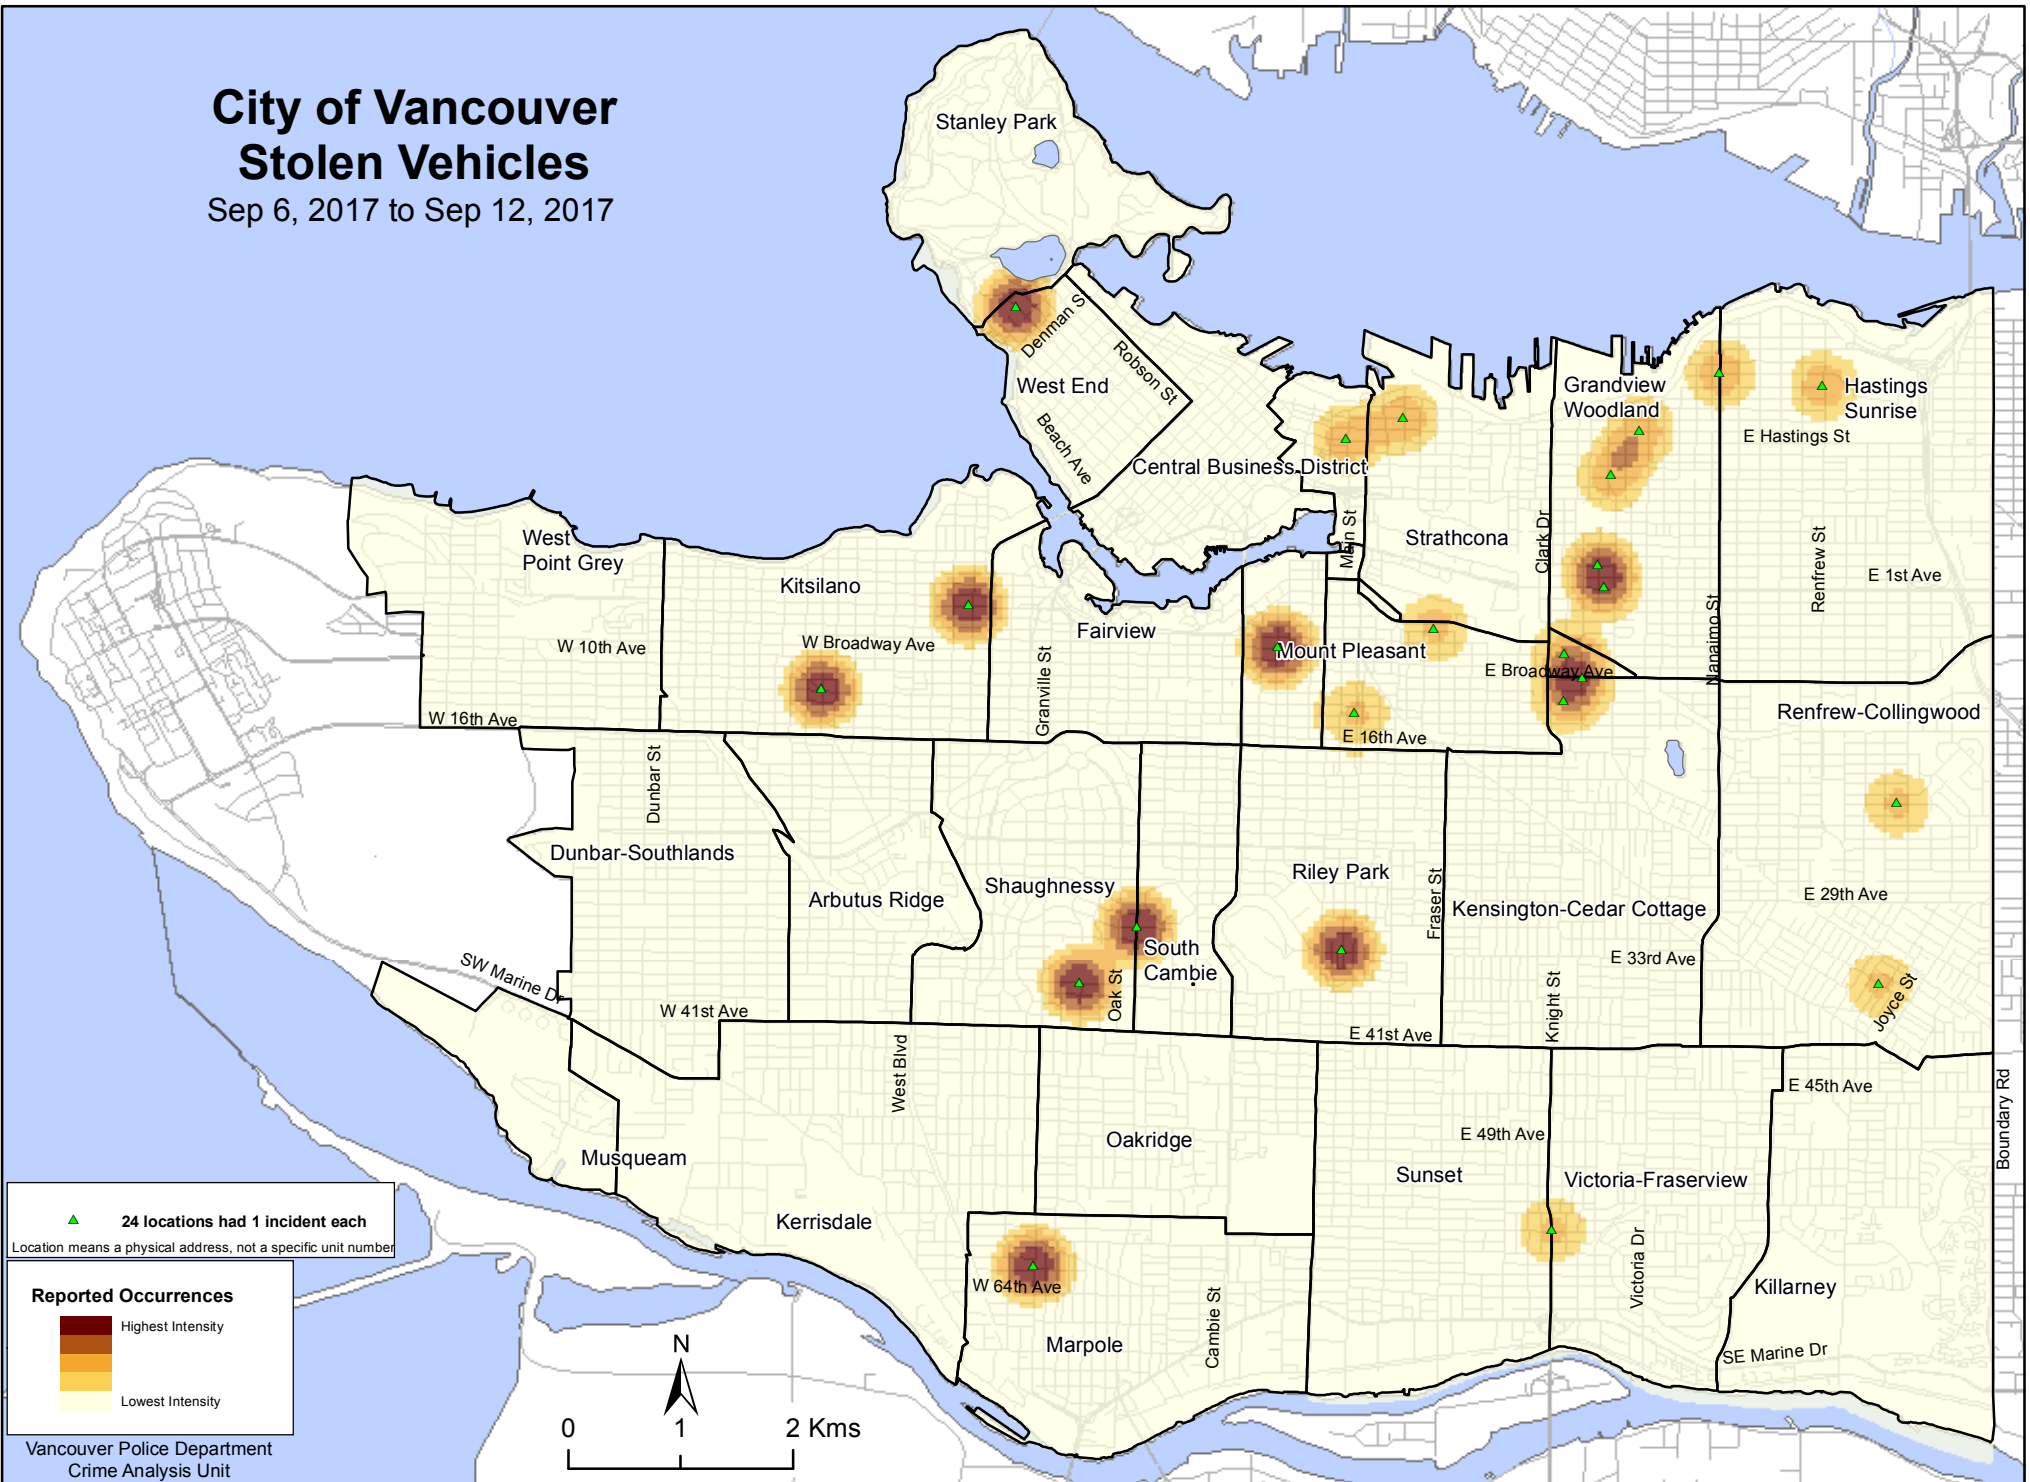 City of Vancouver
Stolen Vehicles
Sep 6, 2017 to Sep 12, 2017
Stanley Park
Denman St
Robson St
West End
Beach Ave
Central Business District
Grandview
Woodland
Hastings
Sunrise
E Hastings St
Main St
Strathcona
Clark Dr
Nanaimo St
Renfrew St
E 1st Ave
West
Point Grey
Kitsilano
W 10th Ave
W Broadway Ave
Fairview
Granville St
Mount Pleasant
E Broadway Ave
W 16th Ave
E 16th Ave
Renfrew-Collingwood
Dunbar St
Dunbar-Southlands
Arbutus Ridge
Shaughnessy
South
Cambie
Oak St
Riley Park
Fraser St
Kensington-Cedar Cottage
E 29th Ave
E 33rd Ave
Knight St
Joyce St
SW Marine Dr
W 41st Ave
E 41st Ave
West Blvd
E 45th Ave
Boundary Rd
Musqueam
Kerrisdale
Oakridge
Sunset
E 49th Ave
Victoria-Fraserview
Victoria Dr
Killarney
W 64th Ave
Marpole
Cambie St
SE Marine Dr
24 locations had 1 incident each
Location means a physical address, not a specific unit number
Reported Occurrences
Highest Intensity
Lowest Intensity
Vancouver Police Department
Crime Analysis Unit
N
0 1 2 Kms